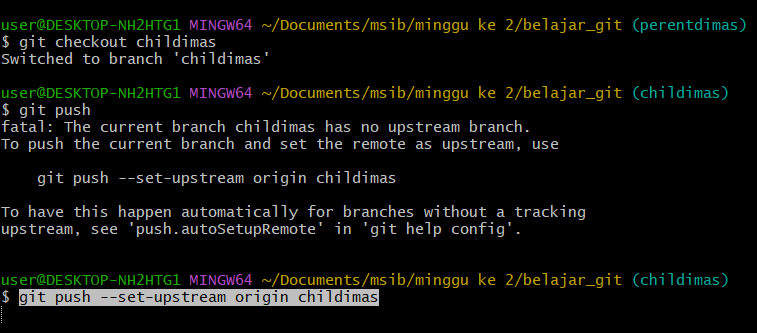 user@DESKTOP-NH2HTG1 MINGW64 ~/Documents/msib/minggu ke 2/belajar_git (perentdimas)
$ git checkout childimas
Switched to branch 'childimas'
user@DESKTOP-NH2HTG1 MINGW64 ~/Documents/msib/minggu ke 2/belajar_git (childimas)
$ git push
fatal: The current branch childimas has no upstream branch.
To push the current branch and set the remote as upstream, use
git push --set-upstream origin childimas
To have this happen automatically for branches without a tracking
upstream, see 'push.autoSetupRemote' in 'git help config'.
user@DESKTOP-NH2HTG1 MINGW64 ~/Documents/msib/minggu ke 2/belajar_git (childimas)
$ git push --set-upstream origin childimas